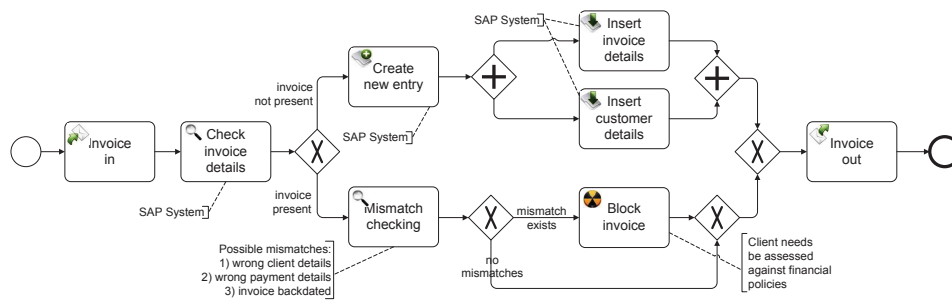 Invoice
in
Check
invoice
details
SAP System
invoice
not present
invoice
present
Create
new entry
SAP System
SAP System
Insert
invoice
details
Insert
customer
details
Mismatch
checking
Possible mismatches:
1) wrong client details
2) wrong payment details
3) invoice backdated
mismatch
exists
no
mismatches
Block
invoice
Client needs
be assessed
against financial
policies
Invoice
out